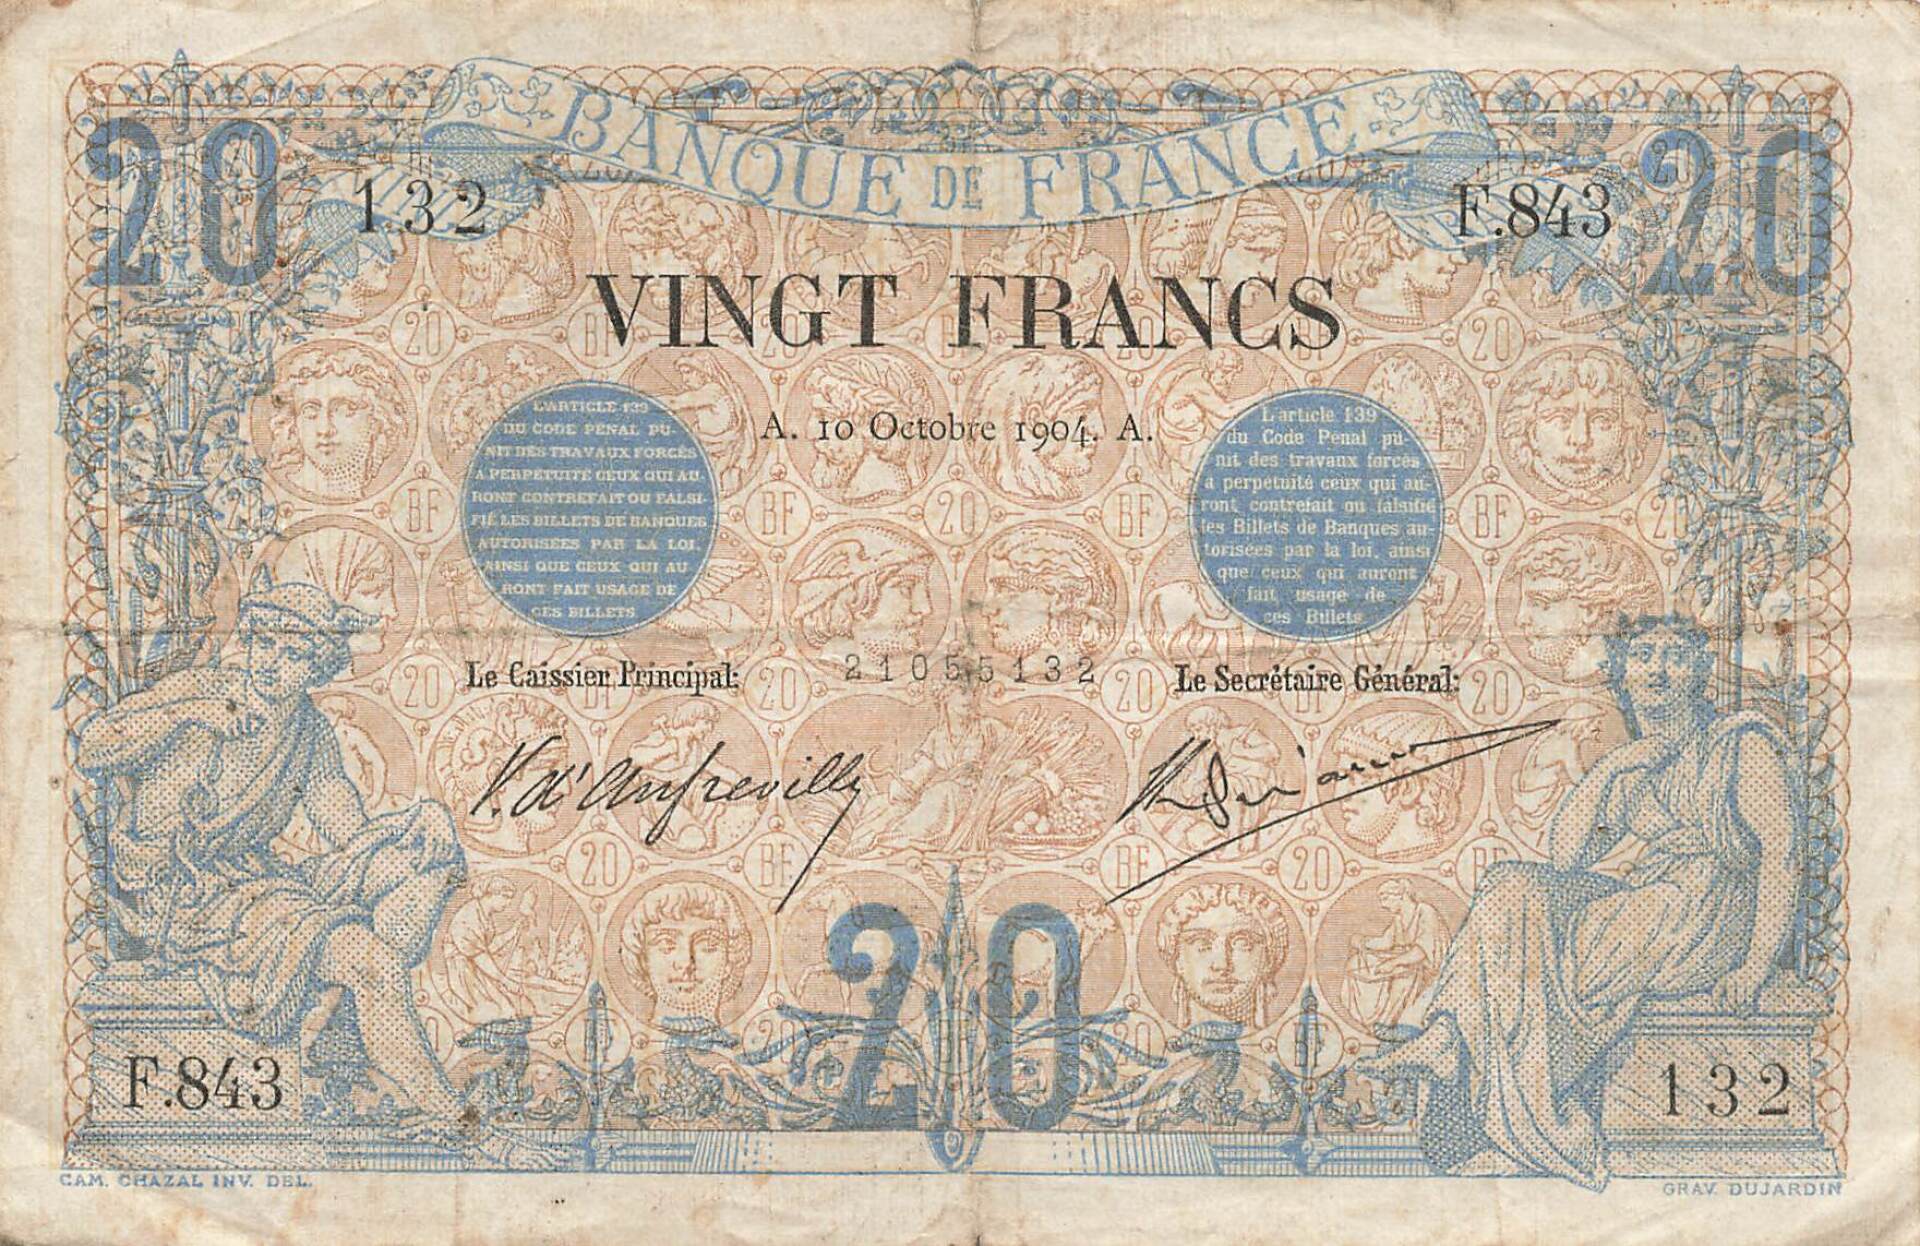 BANQUE DE FRANCE
20
20
132
F.843
VINGT FRANCS
A. 10 Octobre 1904. A.
L'ARTICLE 139
DU CODE PENAL PU-
NIT DES TRAVAUX FORCÉS
A PERPETUITE CEUX QUI AU-
RONT CONTREFAIT OU FALSI-
FIÉ LES BILLETS DE BANQUES
AUTORISÉES PAR LA LOI,
AINSI QUE CEUX QUI AU
RONT FAIT USAGE DE
CES BILLETS
L'article 139
du Code Penal pu-
nit des travaux forcés
a perpétuité ceux qui au-
ront contrefait ou falsifié
les Billets de Banques au-
torisées par la loi, ainsi
que ceux qui auront
fait usage de
ces Billets
Le Caissier Principal:
21055132
Le Secrétaire Général:
V. d'Anfreville
20
F.843
132
CAM. CHAZAL INV. DEL.
GRAV. DUJARDIN